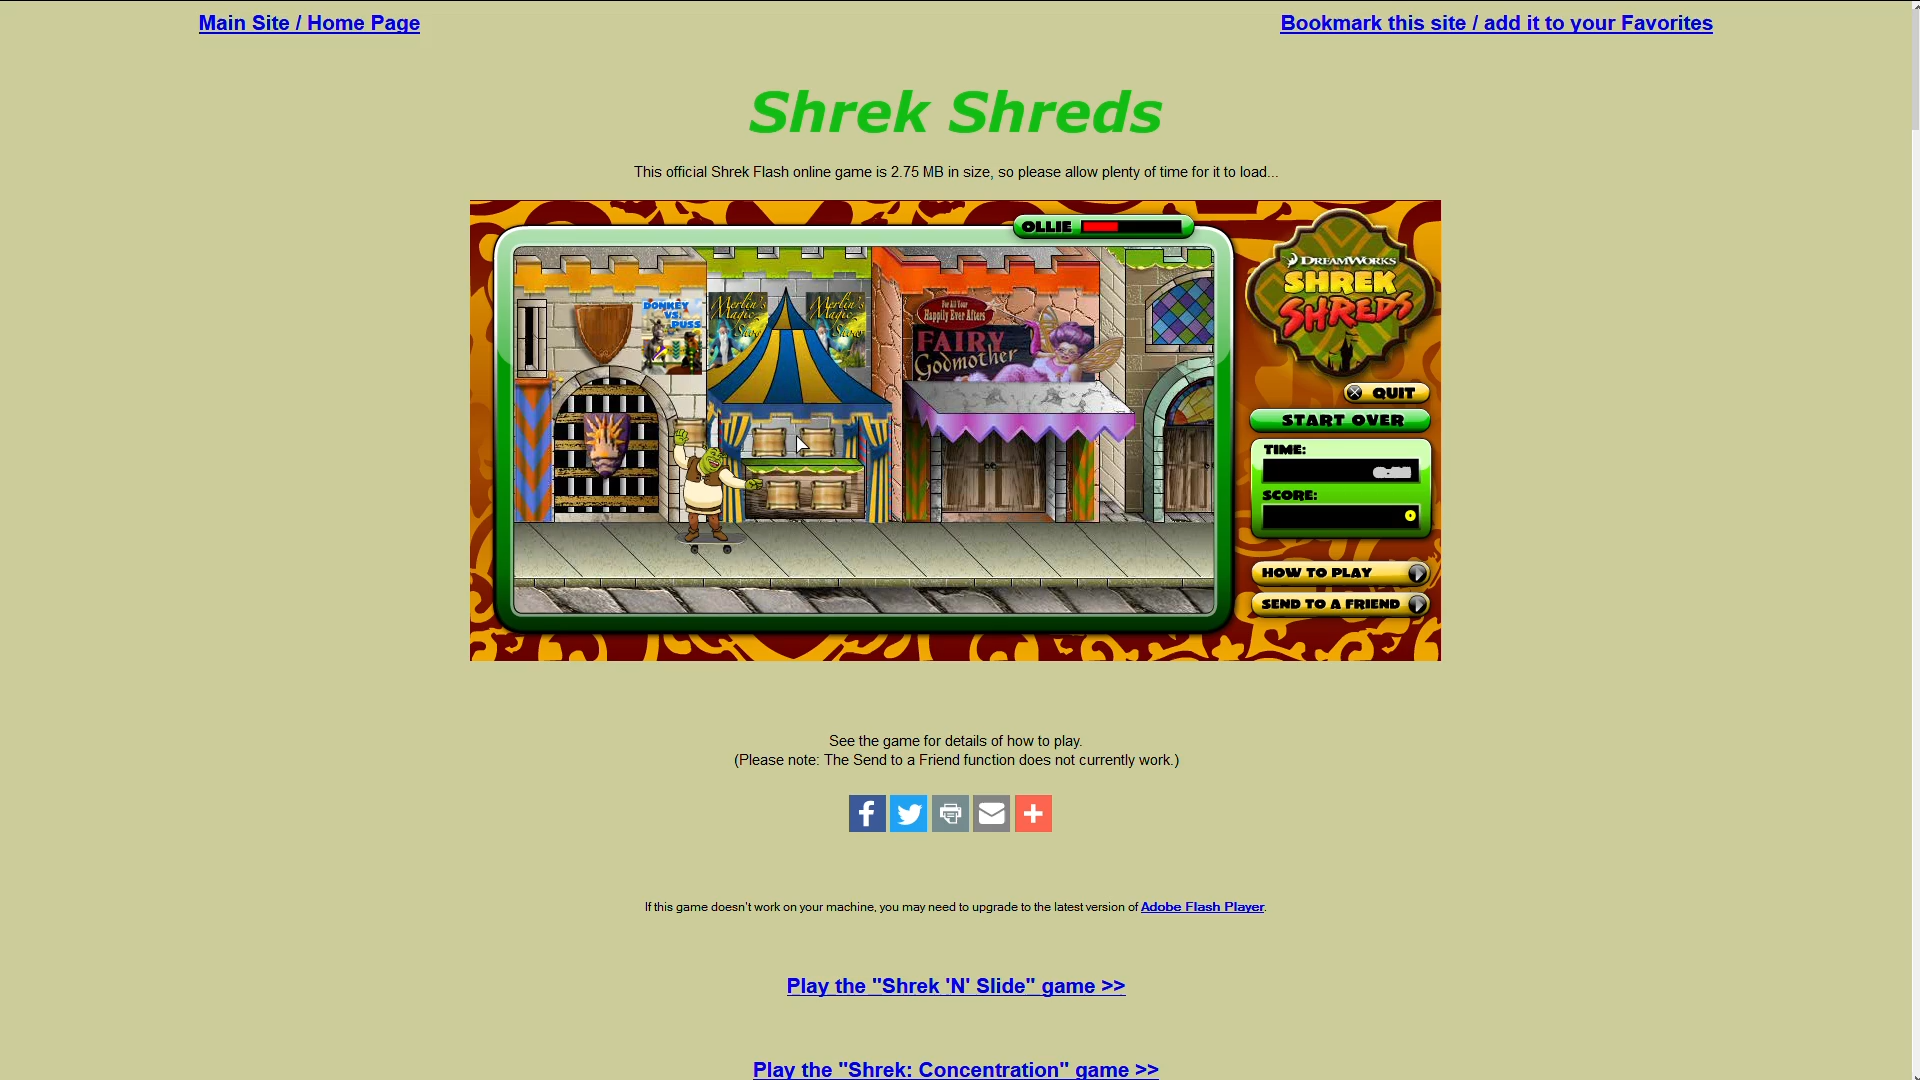 Main Site / Home Page
Bookmark this site / add it to your Favorites
Shrek Shreds
This official Shrek Flash online game is 2.75 MB in size, so please allow plenty of time for it to load...
OLLIE
DREAMWORKS
SHREK
SHREDS
DONKEY
VS.
PUSS
Merlin's
Magic
Show
Merlin's
Magic
Show
For All Your
Happily Ever Afters
FAIRY
Godmother
QUIT
START OVER
TIME:
SCORE:
0
HOW TO PLAY
SEND TO A FRIEND
See the game for details of how to play.
(Please note: The Send to a Friend function does not currently work.)
If this game doesn't work on your machine, you may need to upgrade to the latest version of Adobe Flash Player.
Play the "Shrek 'N' Slide" game >>
Play the "Shrek: Concentration" game >>